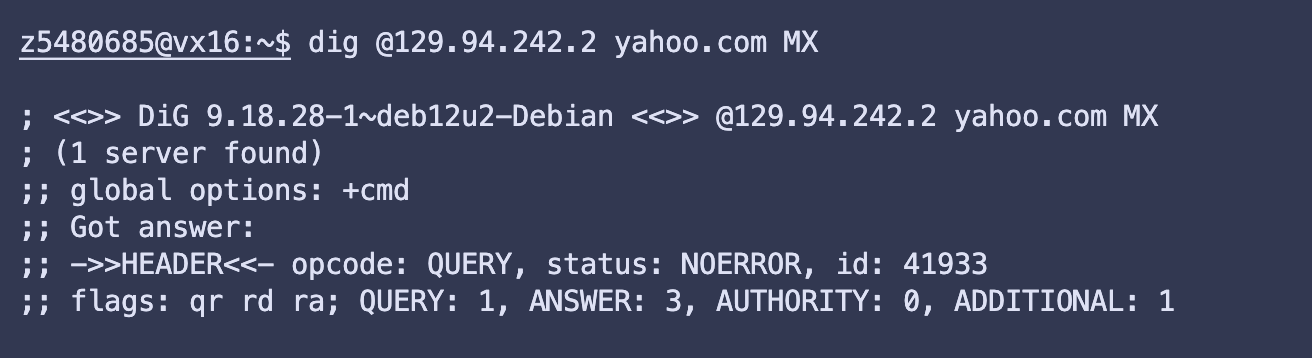 z5480685@vx16:~$ dig @129.94.242.2 yahoo.com MX
; <<>> DiG 9.18.28-1~deb12u2-Debian <<>> @129.94.242.2 yahoo.com MX
; (1 server found)
;; global options: +cmd
;; Got answer:
;; ->>HEADER<<- opcode: QUERY, status: NOERROR, id: 41933
;; flags: qr rd ra; QUERY: 1, ANSWER: 3, AUTHORITY: 0, ADDITIONAL: 1